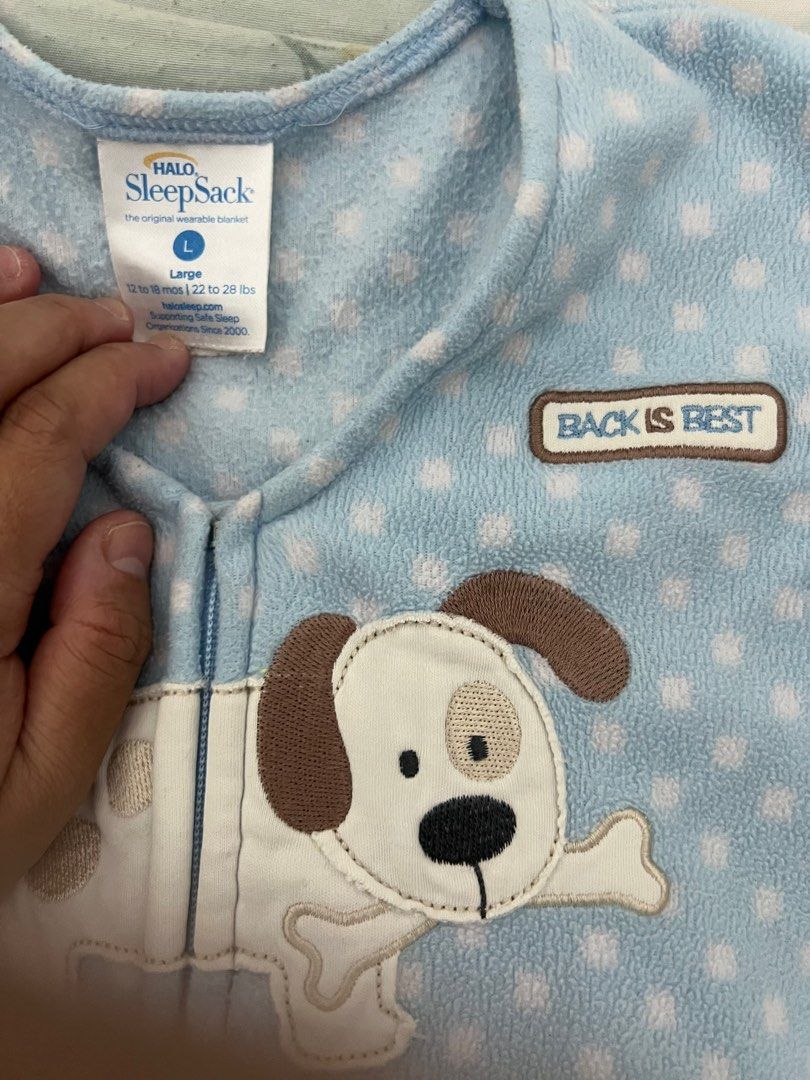 HALO®
SleepSack®
the original wearable blanket
L
Large
12 to 18 mos | 22 to 28 lbs
halosleep.com
Supporting Safe Sleep
Organizations Since 2000.
BACK IS BEST